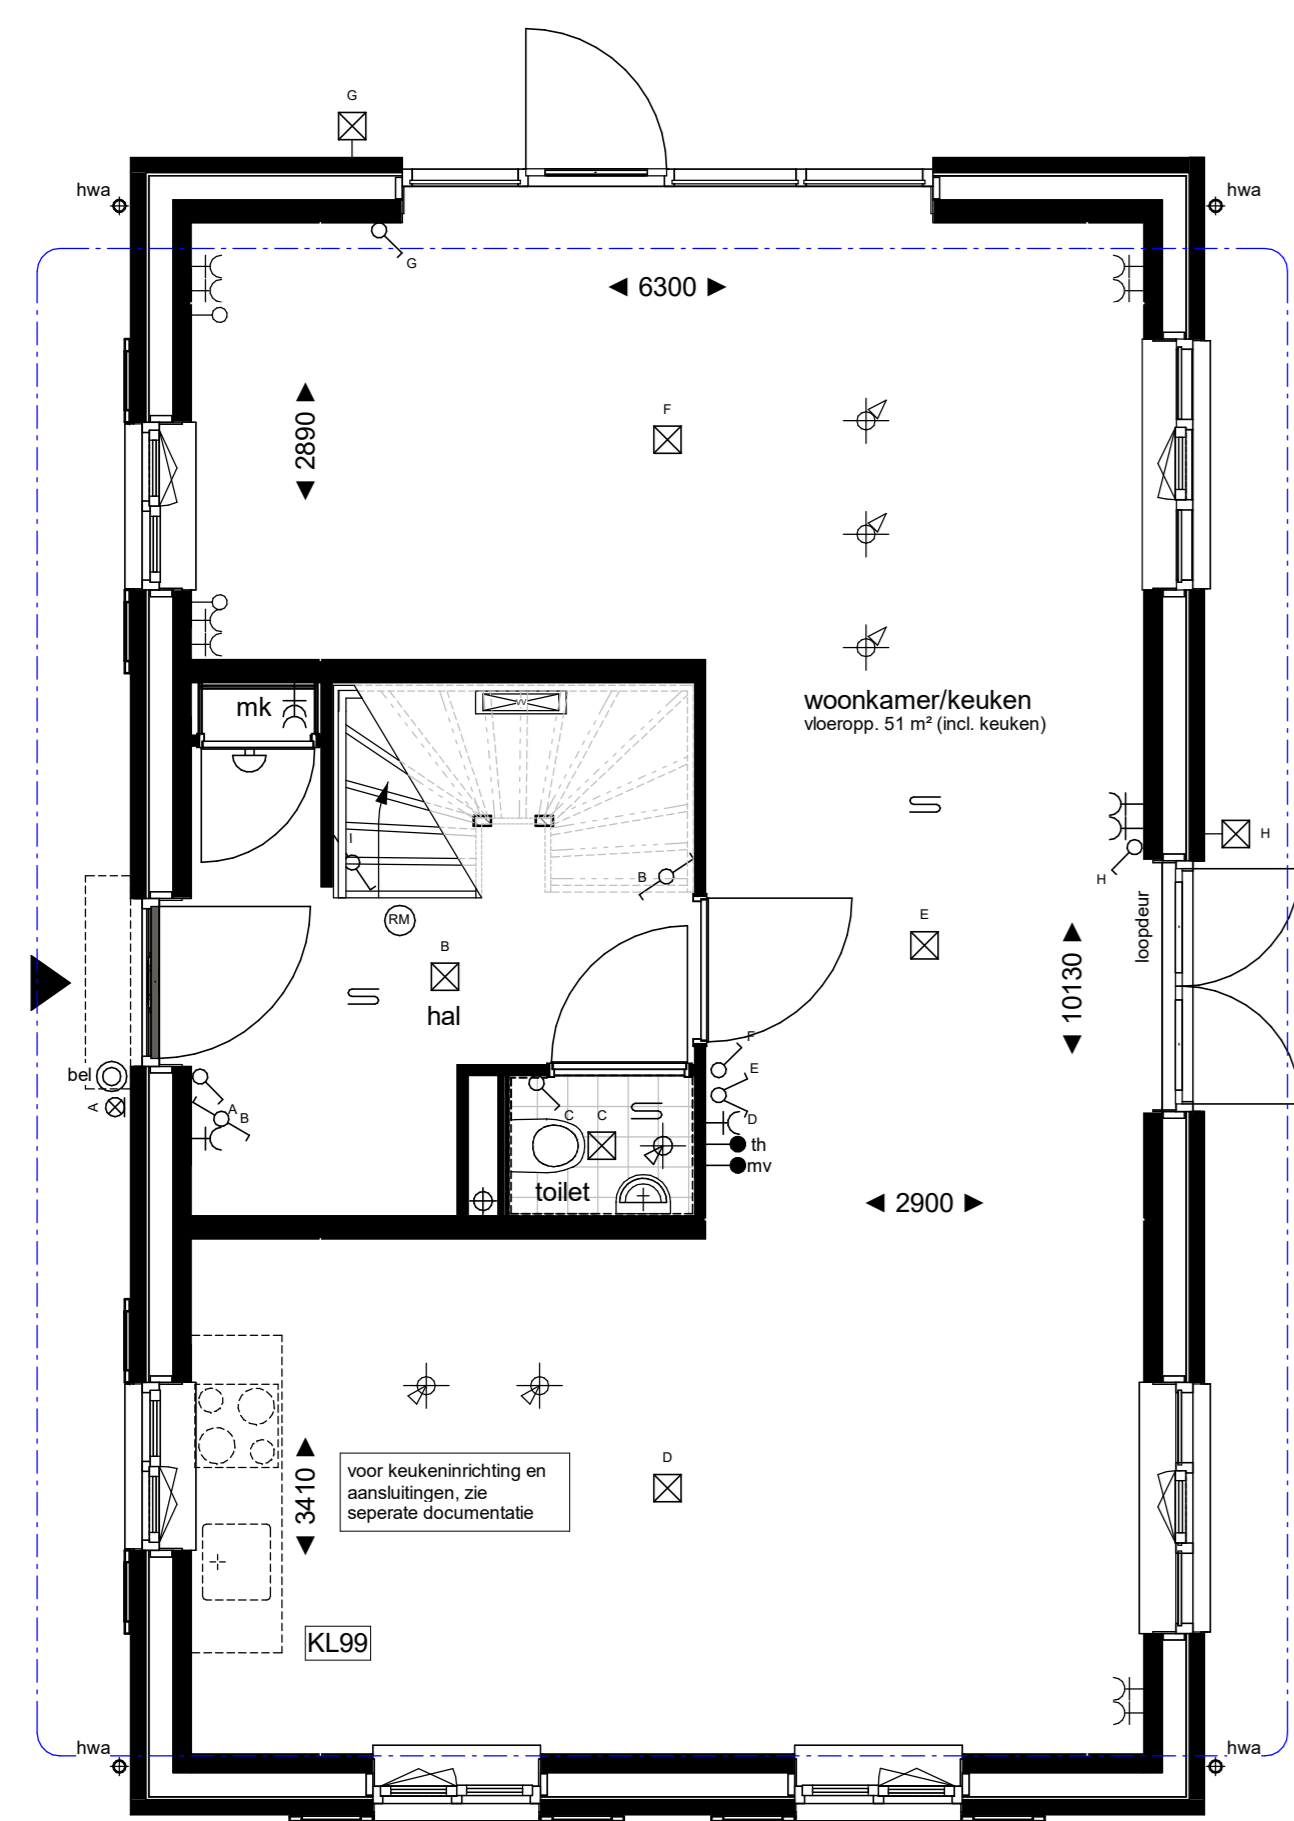 G
hwa
hwa
G
6300
2890
F
mk
W
woonkamer/keuken
vloeropp. 51 m² (incl. keuken)
I
B
H
H
RM
B
E
loopdeur
10130
hal
bel
A
A
B
F
E
D
C
C
th
mv
toilet
2900
D
3410
voor keukeninrichting en
aansluitingen, zie
seperate documentatie
KL99
hwa
hwa